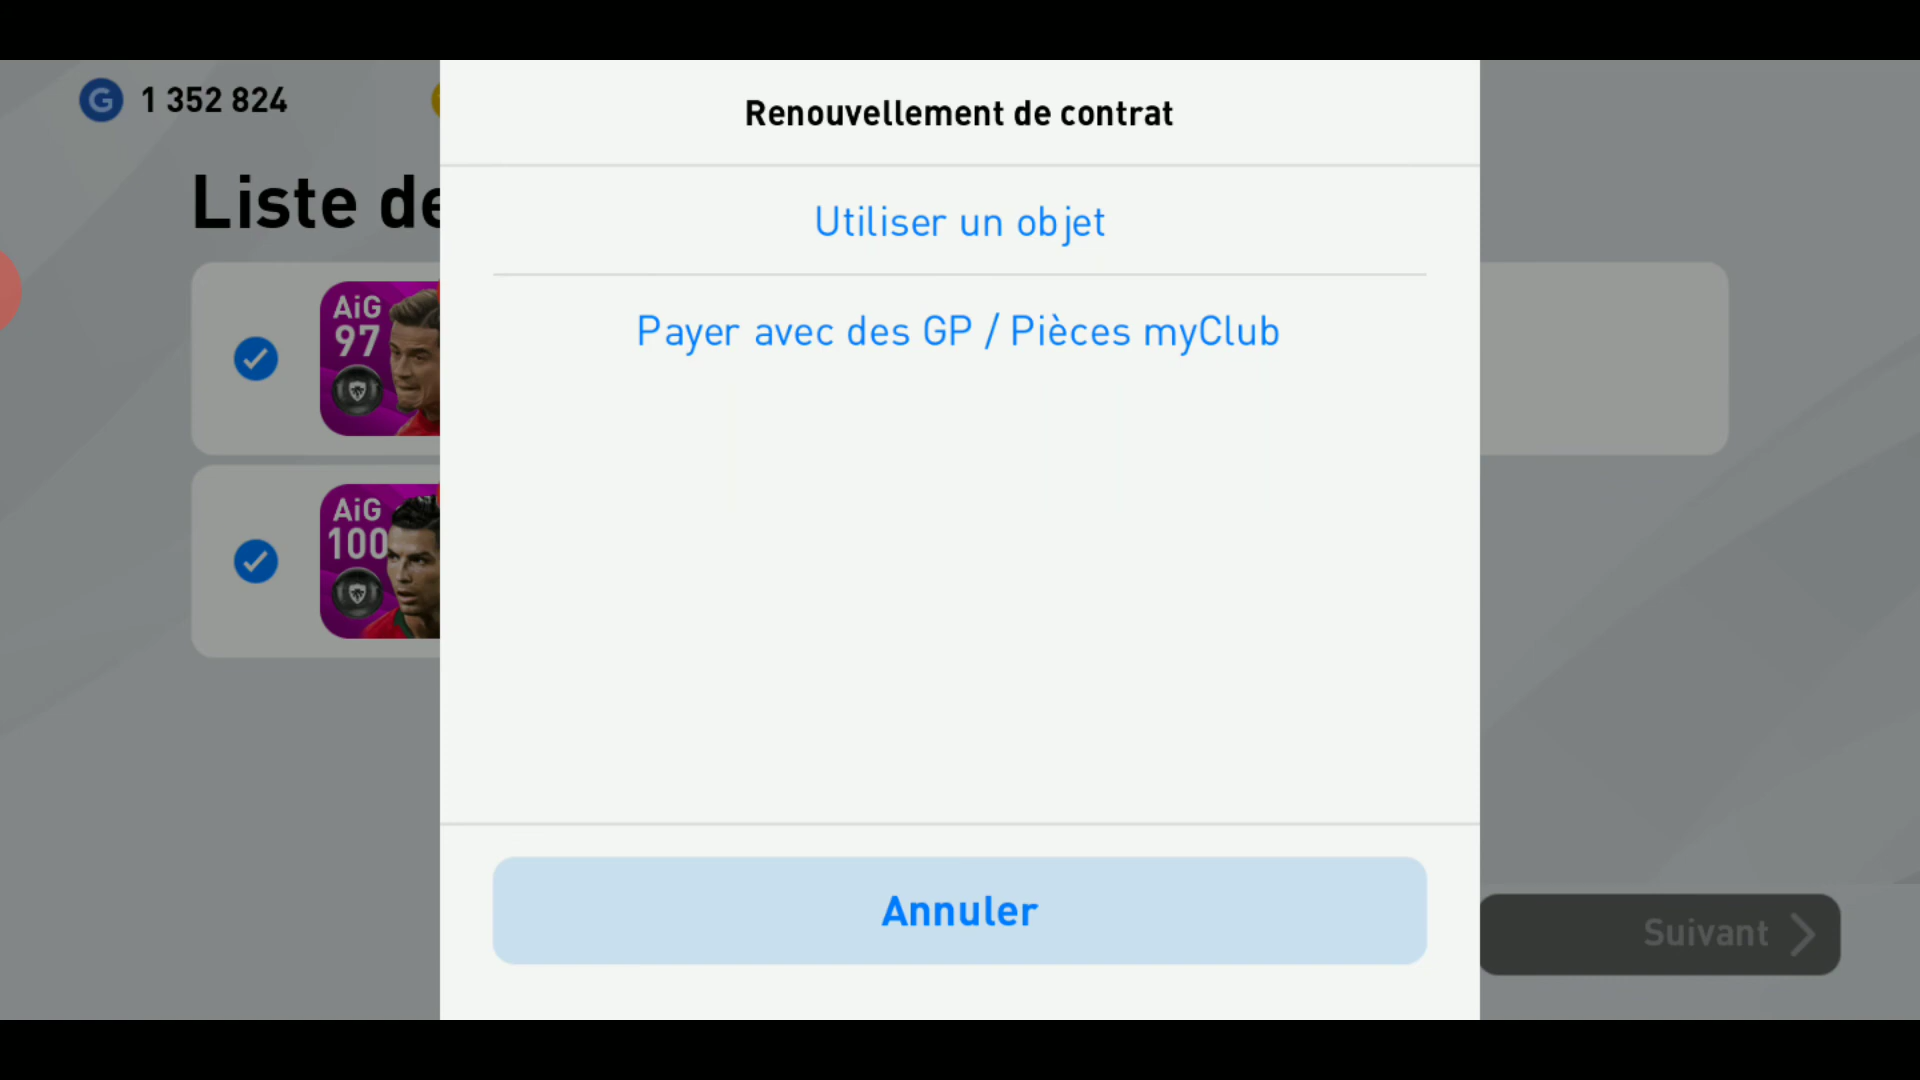 G 1 352 824
Renouvellement de contrat
Liste de
Utiliser un objet
AiG
97
Payer avec des GP / Pièces myClub
AiG
100
Annuler
Suivant